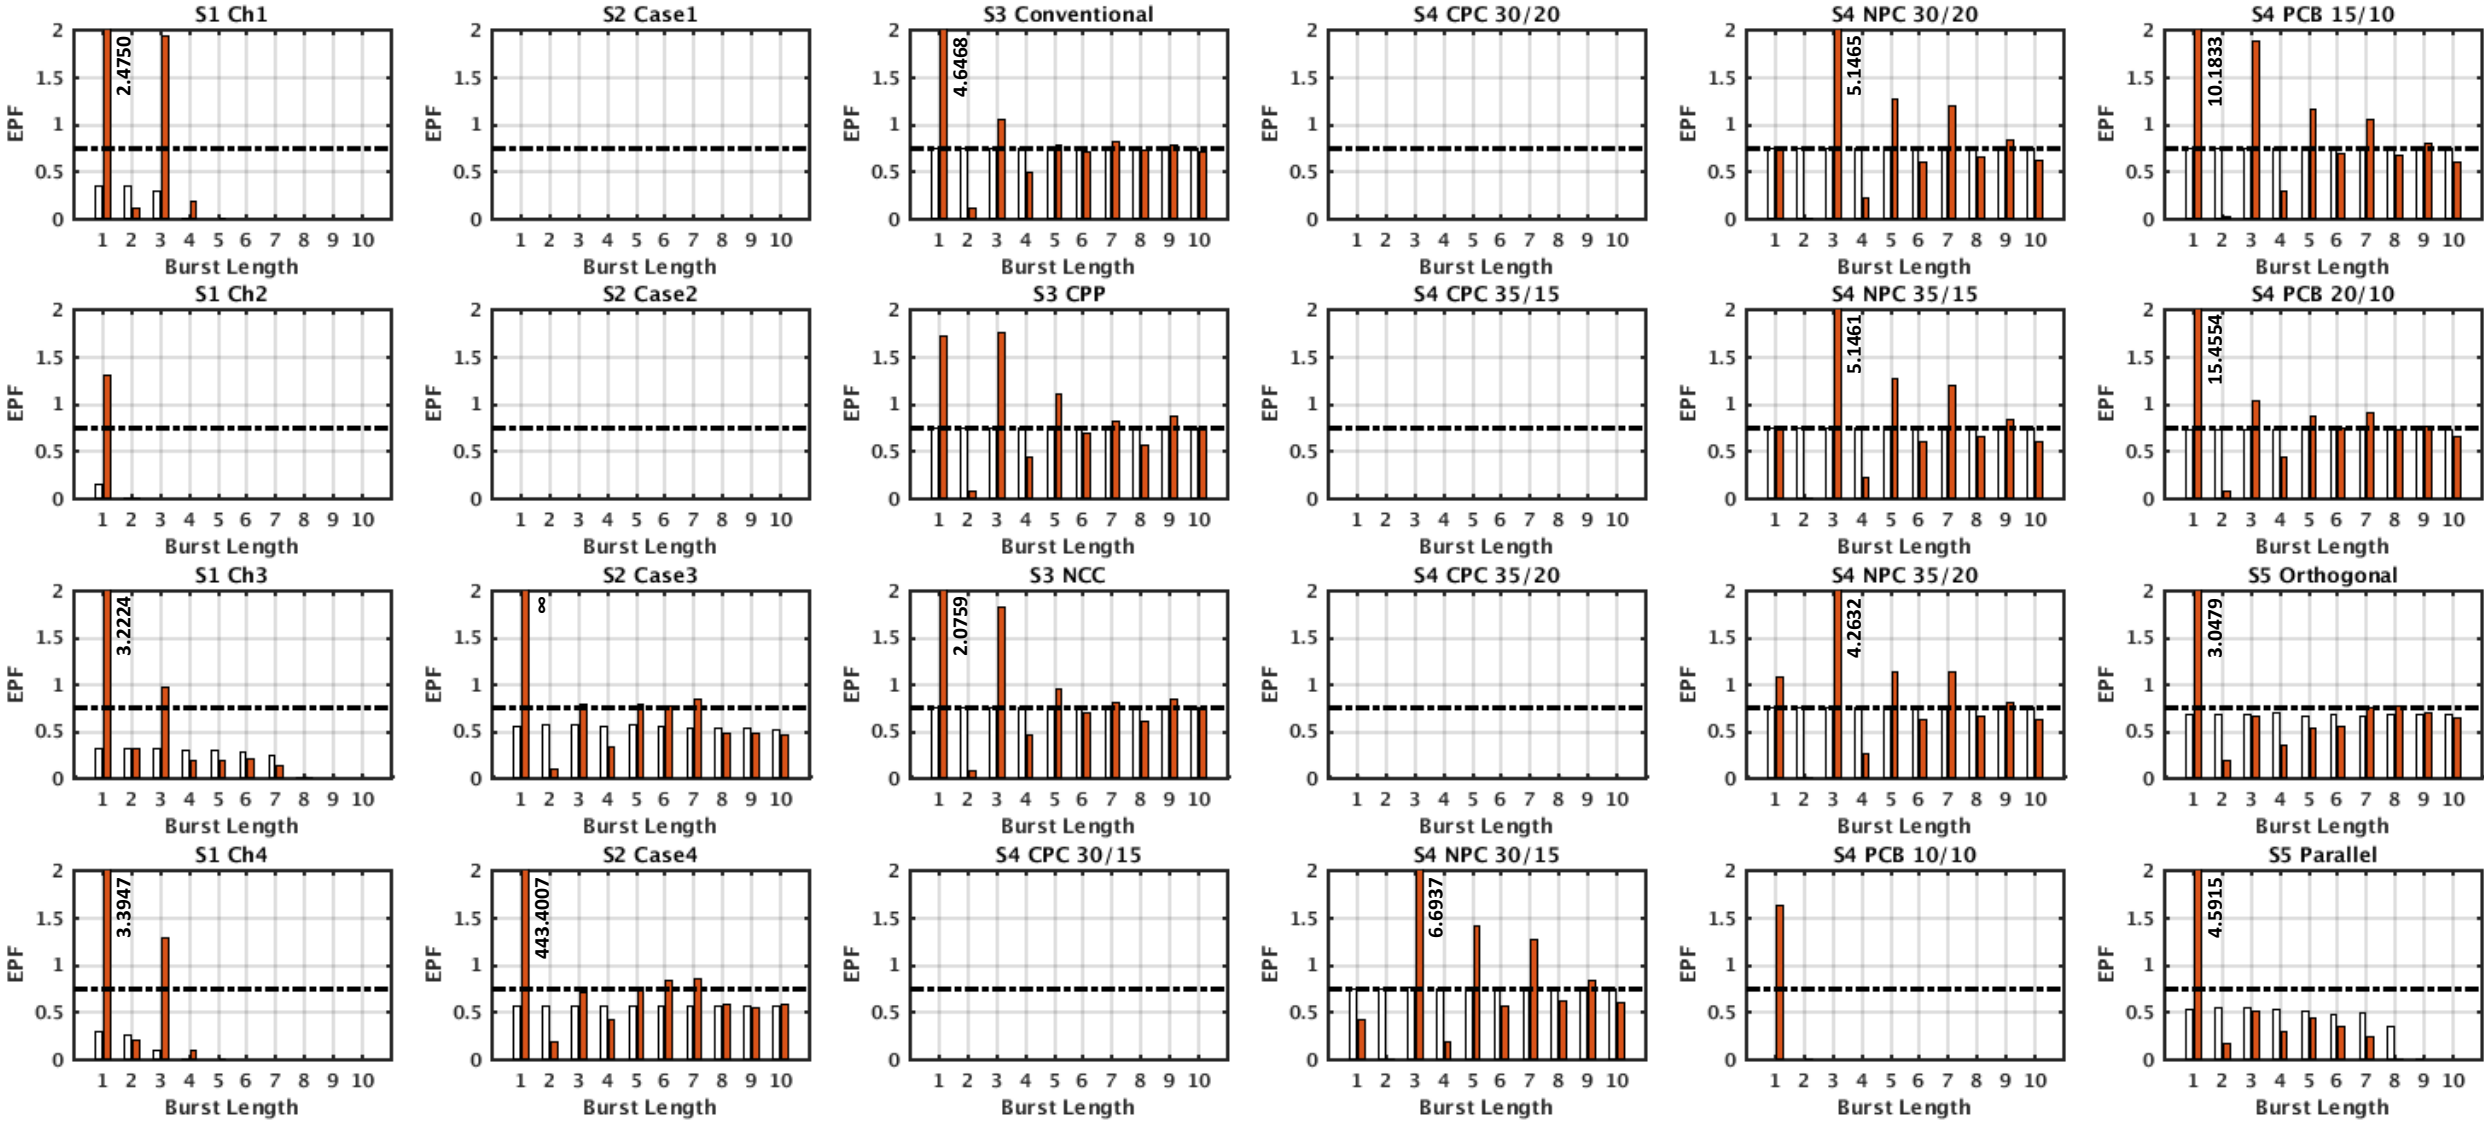 S1 Ch1
2
1.5
1
0.5
0
EPF
2.4750
1 2 3 4 5 6 7 8 9 10
Burst Length
S2 Case1
2
1.5
1
0.5
0
EPF
1 2 3 4 5 6 7 8 9 10
Burst Length
S3 Conventional
2
1.5
1
0.5
0
EPF
4.6468
1 2 3 4 5 6 7 8 9 10
Burst Length
S4 CPC 30/20
2
1.5
1
0.5
0
EPF
1 2 3 4 5 6 7 8 9 10
Burst Length
S4 NPC 30/20
2
1.5
1
0.5
0
EPF
5.1465
1 2 3 4 5 6 7 8 9 10
Burst Length
S4 PCB 15/10
2
1.5
1
0.5
0
EPF
10.1833
1 2 3 4 5 6 7 8 9 10
Burst Length
S1 Ch2
2
1.5
1
0.5
0
EPF
1 2 3 4 5 6 7 8 9 10
Burst Length
S2 Case2
2
1.5
1
0.5
0
EPF
1 2 3 4 5 6 7 8 9 10
Burst Length
S3 CPP
2
1.5
1
0.5
0
EPF
1 2 3 4 5 6 7 8 9 10
Burst Length
S4 CPC 35/15
2
1.5
1
0.5
0
EPF
1 2 3 4 5 6 7 8 9 10
Burst Length
S4 NPC 35/15
2
1.5
1
0.5
0
EPF
5.1461
1 2 3 4 5 6 7 8 9 10
Burst Length
S4 PCB 20/10
2
1.5
1
0.5
0
EPF
15.4554
1 2 3 4 5 6 7 8 9 10
Burst Length
S1 Ch3
2
1.5
1
0.5
0
EPF
3.2224
1 2 3 4 5 6 7 8 9 10
Burst Length
S2 Case3
2
1.5
1
0.5
0
EPF
∞
1 2 3 4 5 6 7 8 9 10
Burst Length
S3 NCC
2
1.5
1
0.5
0
EPF
2.0759
1 2 3 4 5 6 7 8 9 10
Burst Length
S4 CPC 35/20
2
1.5
1
0.5
0
EPF
1 2 3 4 5 6 7 8 9 10
Burst Length
S4 NPC 35/20
2
1.5
1
0.5
0
EPF
4.2632
1 2 3 4 5 6 7 8 9 10
Burst Length
S5 Orthogonal
2
1.5
1
0.5
0
EPF
3.0479
1 2 3 4 5 6 7 8 9 10
Burst Length
S1 Ch4
2
1.5
1
0.5
0
EPF
3.3947
1 2 3 4 5 6 7 8 9 10
Burst Length
S2 Case4
2
1.5
1
0.5
0
EPF
443.4007
1 2 3 4 5 6 7 8 9 10
Burst Length
S4 CPC 30/15
2
1.5
1
0.5
0
EPF
1 2 3 4 5 6 7 8 9 10
Burst Length
S4 NPC 30/15
2
1.5
1
0.5
0
EPF
6.6937
1 2 3 4 5 6 7 8 9 10
Burst Length
S4 PCB 10/10
2
1.5
1
0.5
0
EPF
1 2 3 4 5 6 7 8 9 10
Burst Length
S5 Parallel
2
1.5
1
0.5
0
EPF
4.5915
1 2 3 4 5 6 7 8 9 10
Burst Length